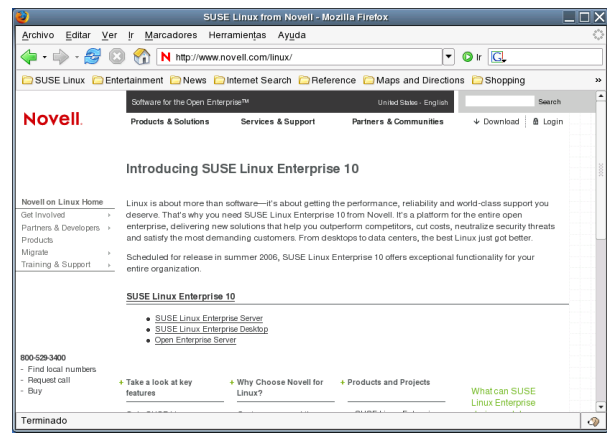 SUSE Linux from Novell - Mozilla Firefox
Archivo Editar Ver Ir Marcadores Herramientas Ayuda
N http://www.novell.com/linux/ Ir G
SUSE Linux Entertainment News Internet Search Reference Maps and Directions Shopping »
Software for the Open Enterprise™ United States - English Search
Novell.
Products & Solutions Services & Support Partners & Communities Download Login
Introducing SUSE Linux Enterprise 10
Novell on Linux Home
Get Involved
Partners & Developers
Products
Migrate
Training & Support
Linux is about more than software—it's about getting the performance, reliability and world-class support you
deserve. That's why you need SUSE Linux Enterprise 10 from Novell. It's a platform for the entire open
enterprise, delivering new solutions that help you outperform competitors, cut costs, neutralize security threats
and satisfy the most demanding customers. From desktops to data centers, the best Linux just got better.
Scheduled for release in summer 2006, SUSE Linux Enterprise 10 offers exceptional functionality for your
entire organization.
SUSE Linux Enterprise 10
SUSE Linux Enterprise Server
SUSE Linux Enterprise Desktop
Open Enterprise Server
800-529-3400
- Find local numbers
- Request call
- Buy
+ Take a look at key
features
+ Why Choose Novell for
Linux?
+ Products and Projects
What can SUSE
Linux Enterprise
Terminado